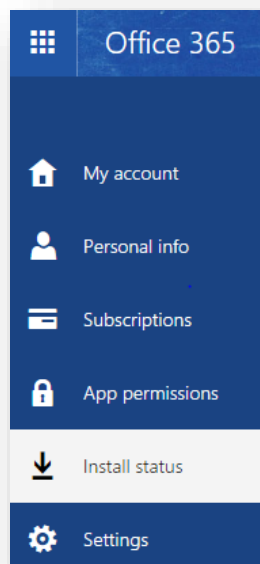 Office 365
My account
Personal info
Subscriptions
App permissions
Install status
Settings